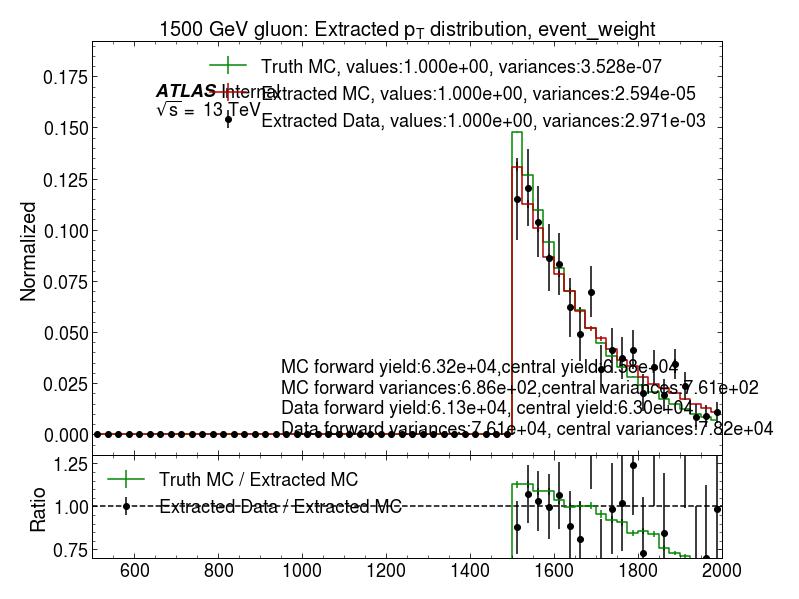 1500 GeV gluon: Extracted pT distribution, event_weight
Truth MC, values:1.000e+00, variances:3.528e-07
ATLAS Internal
Extracted MC, values:1.000e+00, variances:2.594e-05
√s = 13 TeV
Extracted Data, values:1.000e+00, variances:2.971e-03
Normalized
0.175
0.150
0.125
0.100
0.075
0.050
0.025
0.000
MC forward yield:6.32e+04,central yield:6.58e+04
MC forward variances:6.86e+02,central variances:7.61e+02
Data forward yield:6.13e+04, central yield:6.30e+04
Data forward variances:7.61e+04, central variances:7.82e+04
Ratio
1.25
1.00
0.75
Truth MC / Extracted MC
Extracted Data / Extracted MC
600 800 1000 1200 1400 1600 1800 2000